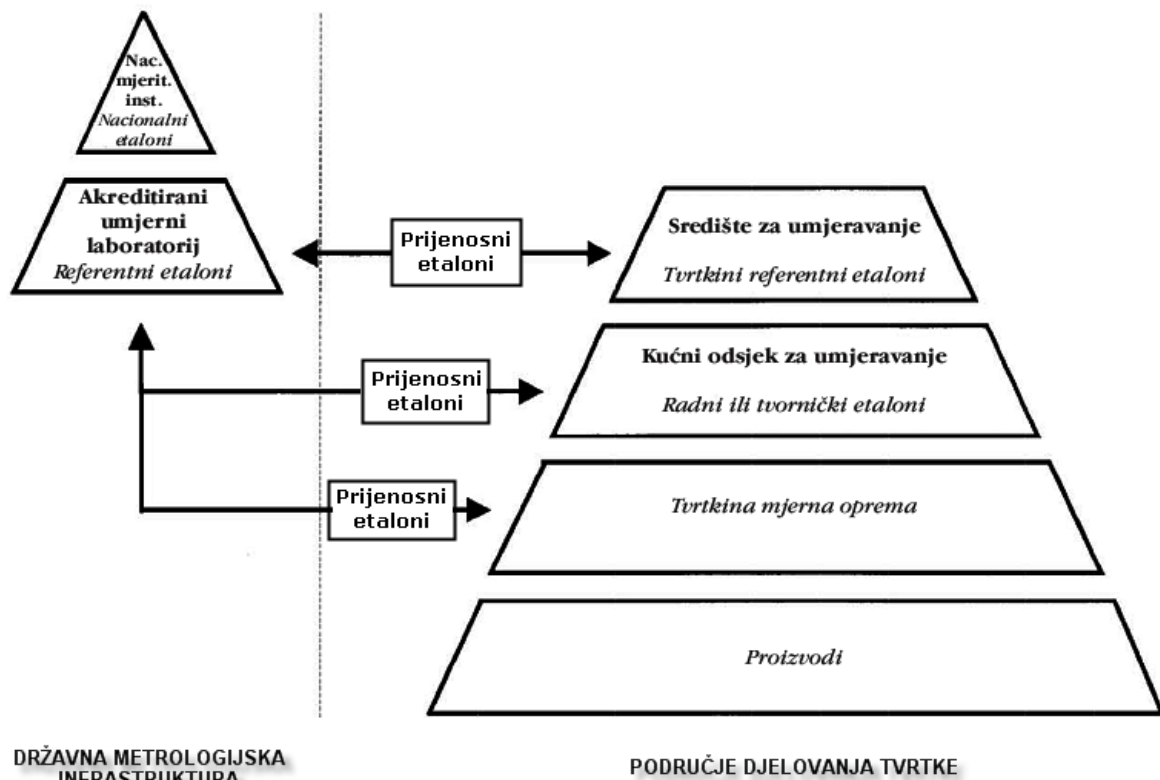 Nac.
mjerit.
inst.
Nacionalni
etaloni
Akreditirani
umjerni
laboratorij
Referentni etaloni
Prijenosni
etaloni
Središte za umjeravanje
Tvrtkini referentni etaloni
Prijenosni
etaloni
Kućni odsjek za umjeravanje
Radni ili tvornički etaloni
Prijenosni
etaloni
Tvrtkina mjerna oprema
Proizvodi
DRŽAVNA METROLOGIJSKA
INFRASTRUKTURA
PODRUČJE DJELOVANJA TVRTKE